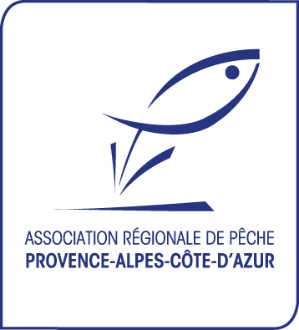 ASSOCIATION RÉGIONALE DE PÊCHE
PROVENCE-ALPES-CÔTE-D'AZUR